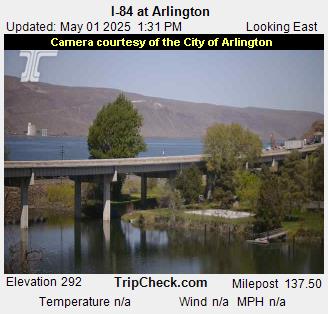 I-84 at Arlington
Updated: May 01 2025 1:31 PM Looking East
Camera courtesy of the City of Arlington
Elevation 292 TripCheck.com Milepost 137.50
Temperature n/a Wind n/a MPH n/a